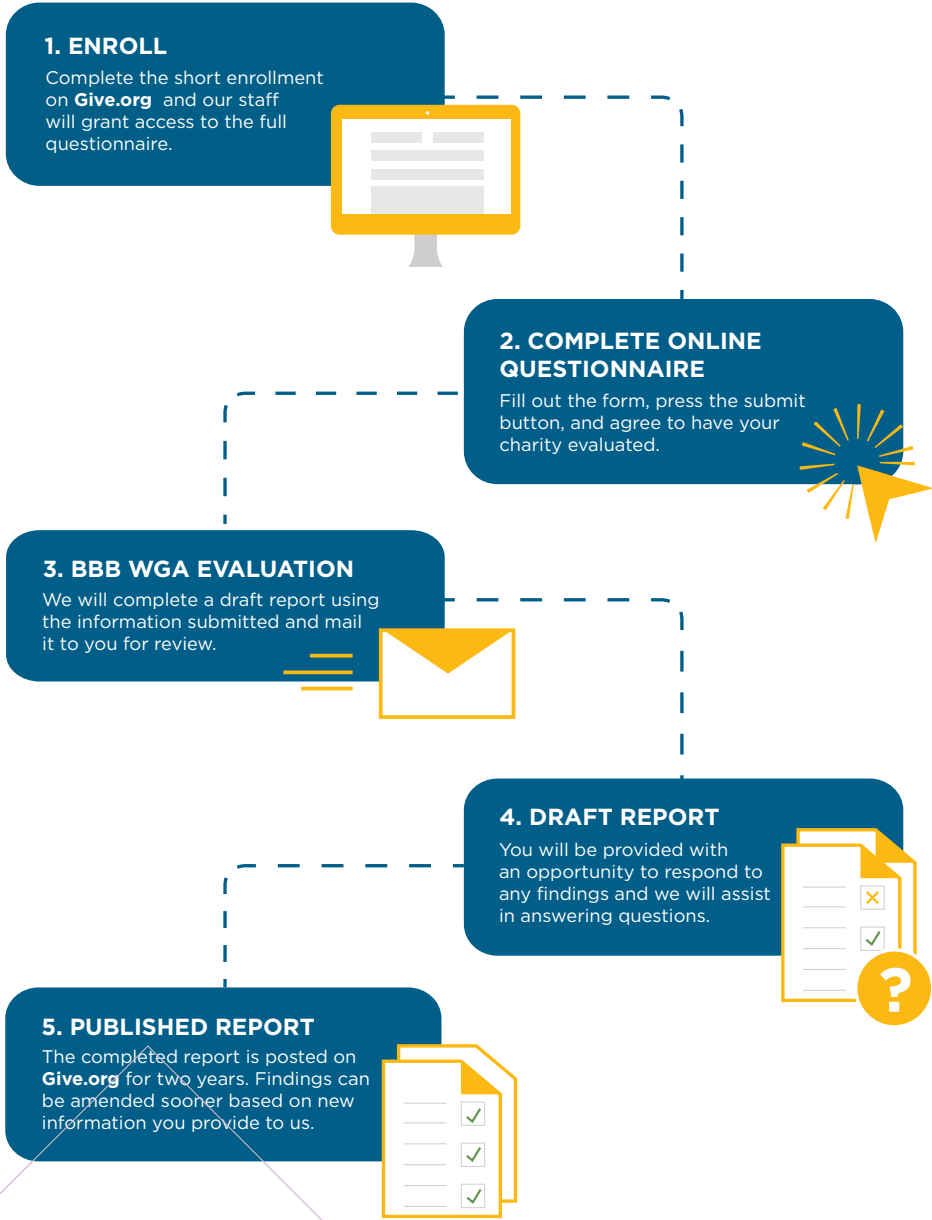 1. ENROLL
Complete the short enrollment
on Give.org and our staff
will grant access to the full
questionnaire.
2. COMPLETE ONLINE
QUESTIONNAIRE
Fill out the form, press the submit
button, and agree to have your
charity evaluated.
3. BBB WGA EVALUATION
We will complete a draft report using
the information submitted and mail
it to you for review.
4. DRAFT REPORT
You will be provided with
an opportunity to respond to
any findings and we will assist
in answering questions.
?
5. PUBLISHED REPORT
The completed report is posted on
Give.org for two years. Findings can
be amended sooner based on new
information you provide to us.